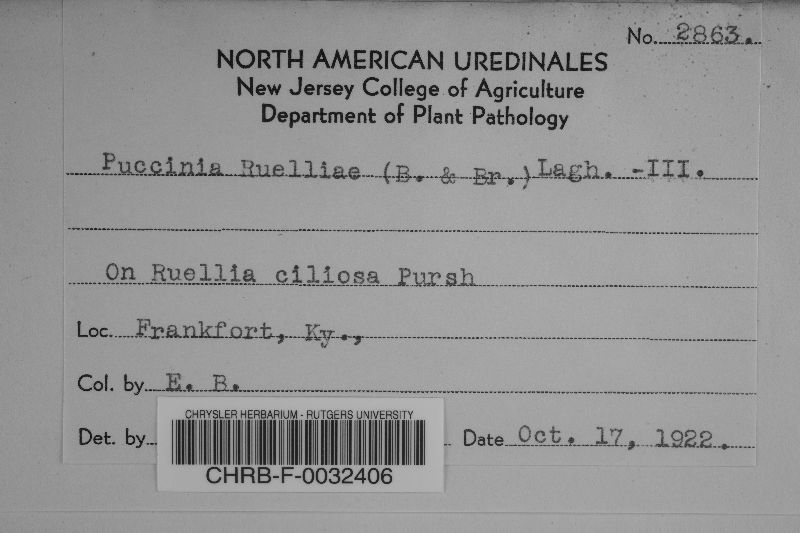 No. 2863.
NORTH AMERICAN UREDINALES
New Jersey College of Agriculture
Department of Plant Pathology
Puccinia Ruelliae (B. & Br.) Lagh. -III.
On Ruellia ciliosa Pursh
Loc. Frankfort, Ky.,
Col. by E. B.
Det. by
Date Oct. 17, 1922.
CHRYSLER HERBARIUM - RUTGERS UNIVERSITY
CHRB-F-0032406